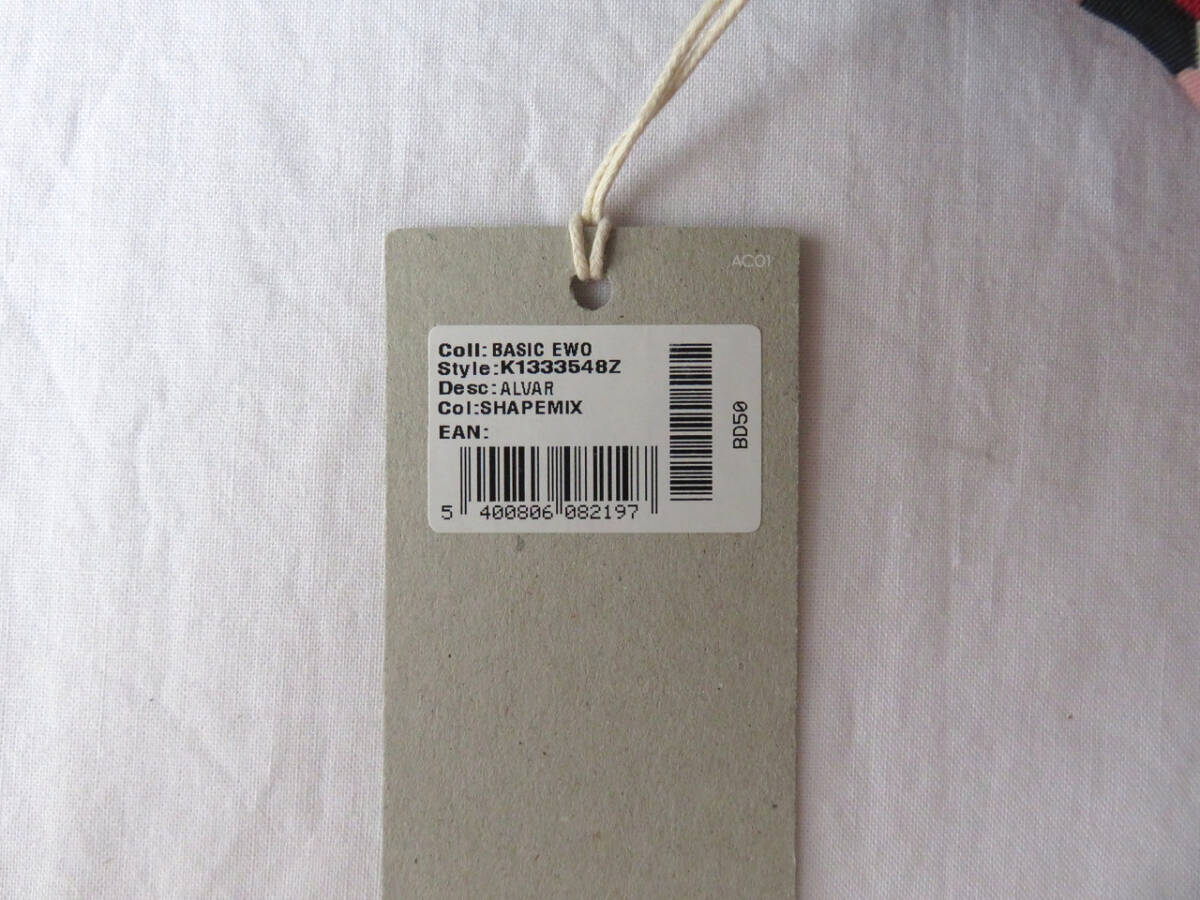 AC01
Coll: BASIC EWO
Style:K1333548Z
Desc:ALVAR
Col:SHAPEMIX
EAN:
5 400806 082197
BD50